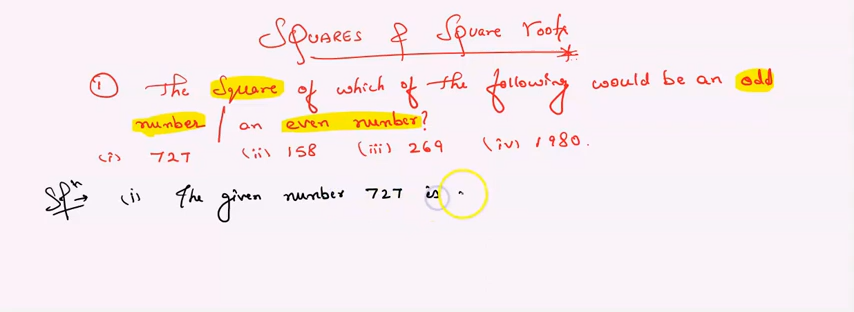 SQUARES & Square roots
① The Square of which of the following would be an odd
number / an even number?
(i) 727 (ii) 158 (iii) 269 (iv) 1980.
Solⁿ→ (i) The given number 727 is